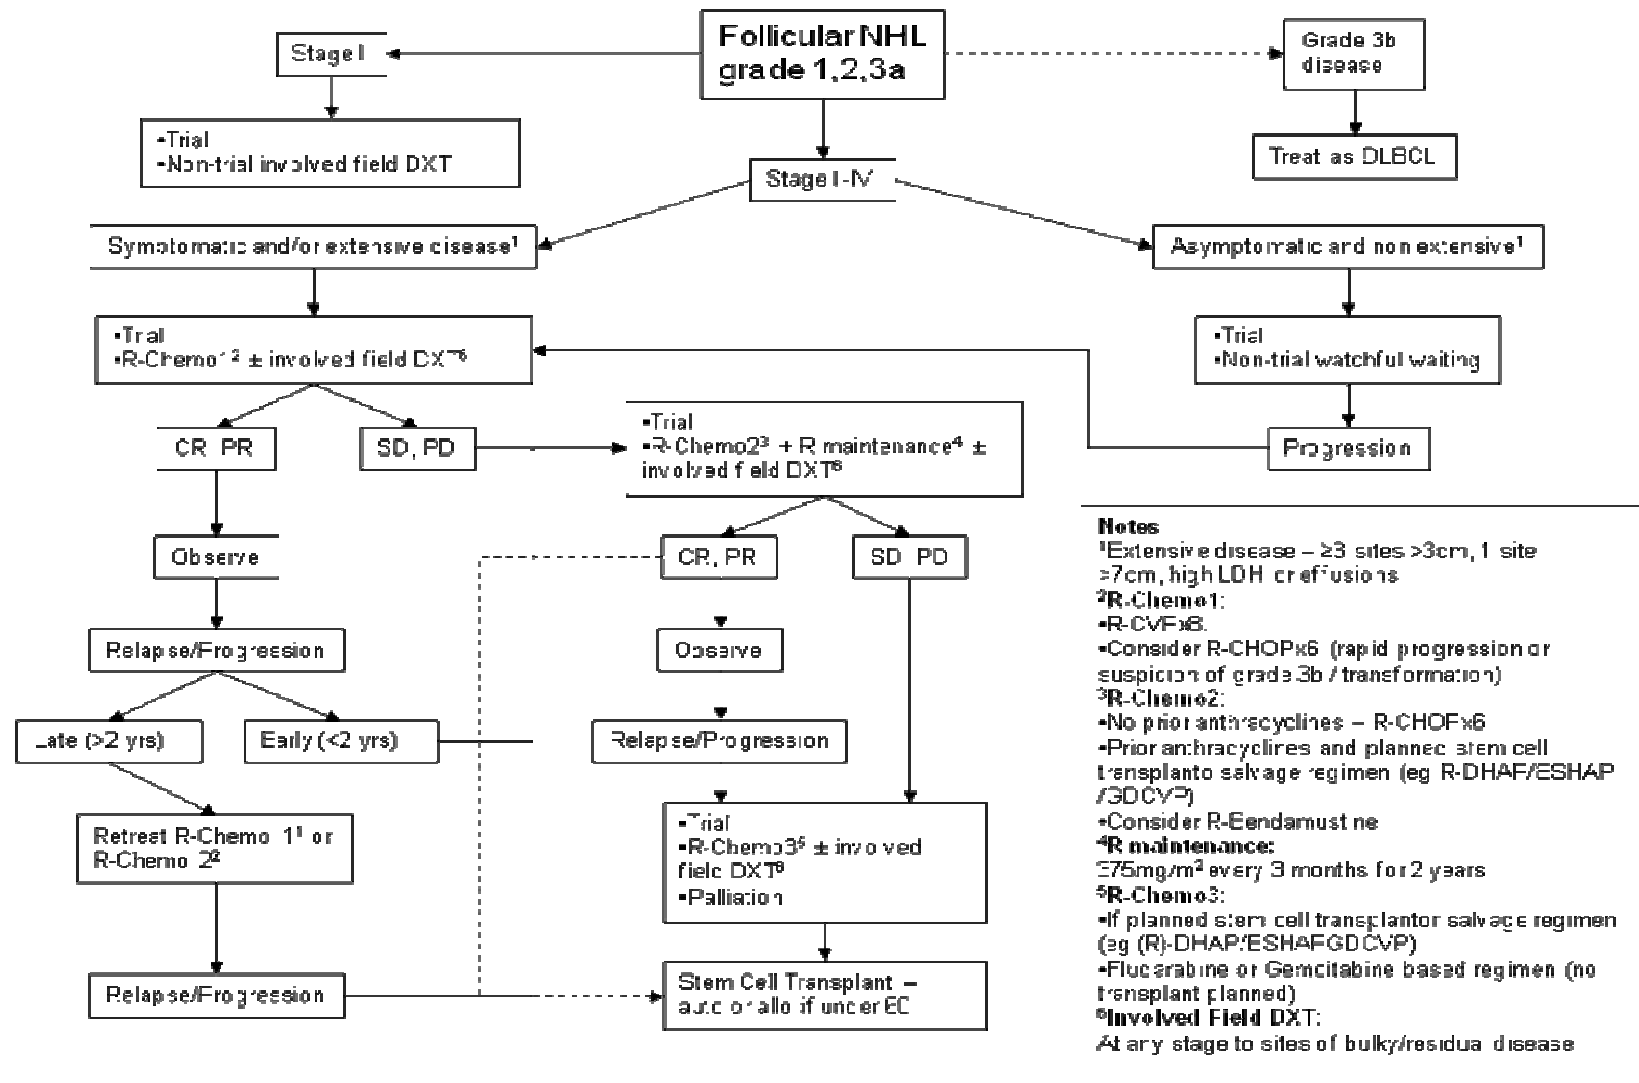 Follicular NHL
grade 1,2,3a
Stage I
Grade 3b
disease
•Trial
•Non-trial involved field DXT
Treat as DLBCL
Stage I-IV
Symptomatic and/or extensive disease¹
Asymptomatic and non extensive¹
•Trial
•R-Chemo1² ± involved field DXT⁶
•Trial
•Non-trial watchful waiting
CR PR
SD, PD
•Trial
•R-Chemo2³ + R maintenance⁴ ±
involved field DXT⁶
Progression
Observe
CR, PR
SD PD
Relapse/Progression
Observe
Late (>2 yrs)
Early (<2 yrs)
Relapse/Progression
Retreat R-Chemo 1¹ or
R-Chemo 2²
•Trial
•R-Chemo3⁵ ± involved
field DXT⁶
•Palliation
Relapse/Progression
Stem Cell Transplant –
auto or allo if under
Notes
¹Extensive disease – ≥3 sites >3cm, 1 site
>7cm, high LDH or effusions
²R-Chemo1:
•R-CVPx8.
•Consider R-CHOPx6 (rapid progression or
suspicion of grade 3b / transformation)
³R-Chemo2:
•No prior anthracyclines – R-CHOPx6
•Prior anthracyclines and planned stem cell
transplant o salvage regimen (eg R-DHAP/ESHAP
/GDCVP)
•Consider R-Bendamustine
⁴R maintenance:
375mg/m² every 3 months for 2 years
⁵R-Chemo3:
•If planned stem cell transplant or salvage regimen
(eg (R)-DHAP/ESHAPGDCVP)
•Fludarabine or Gemcitabine based regimen (no
transplant planned)
⁶Involved Field DXT:
At any stage to sites of bulky/residual disease